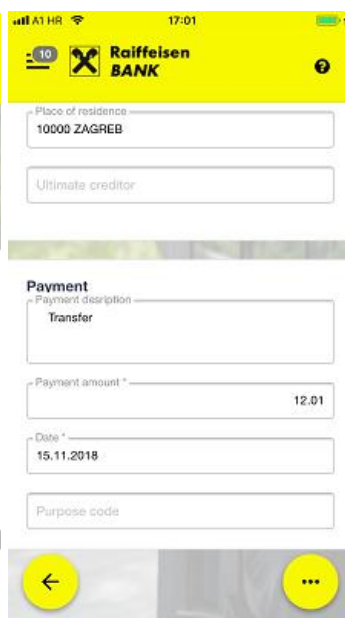 A1 HR 17:01
10
Raiffeisen
BANK
?
Place of residence
10000 ZAGREB
Ultimate creditor
Payment
Payment desription
Transfer
Payment amount *
12.01
Date *
15.11.2018
Purpose code